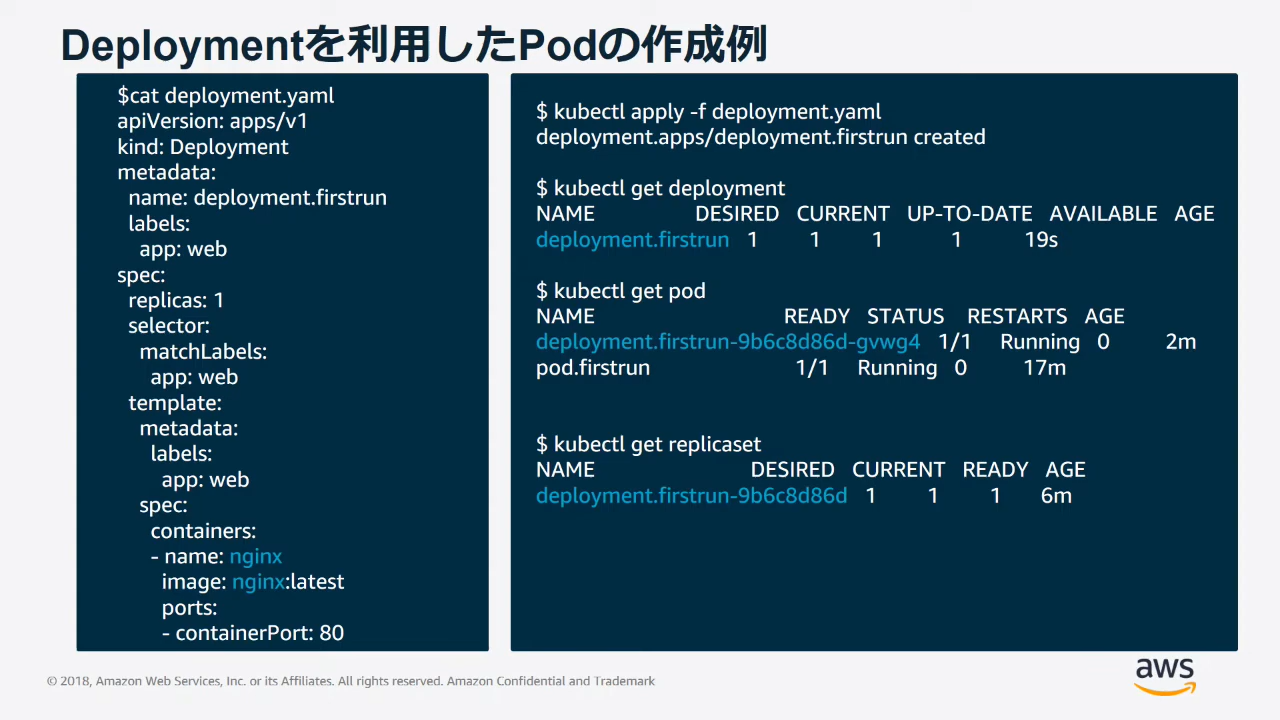 Deploymentを利用したPodの作成例
$cat deployment.yaml
apiVersion: apps/v1
kind: Deployment
metadata:
  name: deployment.firstrun
  labels:
    app: web
spec:
  replicas: 1
  selector:
    matchLabels:
      app: web
  template:
    metadata:
      labels:
        app: web
    spec:
      containers:
      - name: nginx
        image: nginx:latest
        ports:
        - containerPort: 80
$ kubectl apply -f deployment.yaml
deployment.apps/deployment.firstrun created
$ kubectl get deployment
NAME DESIRED CURRENT UP-TO-DATE AVAILABLE AGE
deployment.firstrun 1 1 1 1 19s
$ kubectl get pod
NAME READY STATUS RESTARTS AGE
deployment.firstrun-9b6c8d86d-gvwg4 1/1 Running 0 2m
pod.firstrun 1/1 Running 0 17m
$ kubectl get replicaset
NAME DESIRED CURRENT READY AGE
deployment.firstrun-9b6c8d86d 1 1 1 6m
© 2018, Amazon Web Services, Inc. or its Affiliates. All rights reserved. Amazon Confidential and Trademark
aws